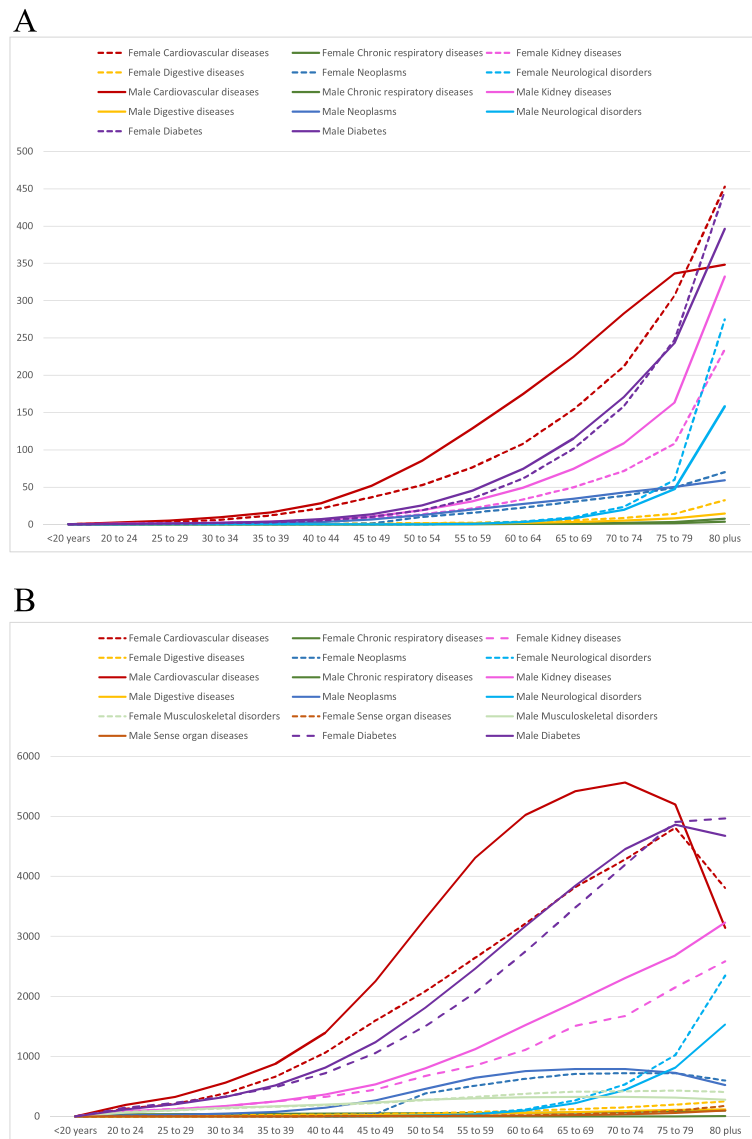 A
Female Cardiovascular diseases Female Chronic respiratory diseases Female Kidney diseases
Female Digestive diseases Female Neoplasms Female Neurological disorders
Male Cardiovascular diseases Male Chronic respiratory diseases Male Kidney diseases
Male Digestive diseases Male Neoplasms Male Neurological disorders
Female Diabetes Male Diabetes
500
450
400
350
300
250
200
150
100
50
0
<20 years 20 to 24 25 to 29 30 to 34 35 to 39 40 to 44 45 to 49 50 to 54 55 to 59 60 to 64 65 to 69 70 to 74 75 to 79 80 plus
B
Female Cardiovascular diseases Female Chronic respiratory diseases Female Kidney diseases
Female Digestive diseases Female Neoplasms Female Neurological disorders
Male Cardiovascular diseases Male Chronic respiratory diseases Male Kidney diseases
Male Digestive diseases Male Neoplasms Male Neurological disorders
Female Musculoskeletal disorders Female Sense organ diseases Male Musculoskeletal disorders
Male Sense organ diseases Female Diabetes Male Diabetes
6000
5000
4000
3000
2000
1000
0
<20 years 20 to 24 25 to 29 30 to 34 35 to 39 40 to 44 45 to 49 50 to 54 55 to 59 60 to 64 65 to 69 70 to 74 75 to 79 80 plus